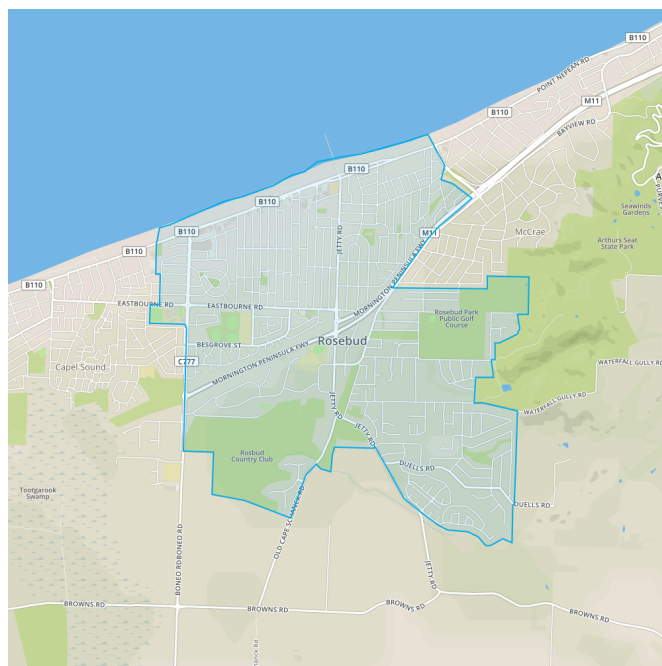 B110
POINT NEPEAN RD
M11
B110
BAYVIEW RD
B110
A
PURVES
Seawinds
Gardens
B110
McCrae
Arthurs Seat
State Park
B110
M11
JETTY RD
B110
B110
EASTBOURNE RD
EASTBOURNE RD
MORNINGTON PENINSULA FWY
Rosebud Park
Public Golf
Course
BESGROVE ST
Rosebud
C777
Capel Sound
MORNINGTON PENINSULA FWY
WATERFALL GULLY RD
WATERFALL GULLY RD
JETTY RD
JETTY RD
Rosbud
Country Club
DUELLS RD
Tootgarook
Swamp
DUELLS RD
OLD CAPE SCHANCK RD
BONEO RDBONEO RD
JETTY RD
BROWNS RD
BROWNS RD
BROWNS RD
BROWNS RD
hanck Rd